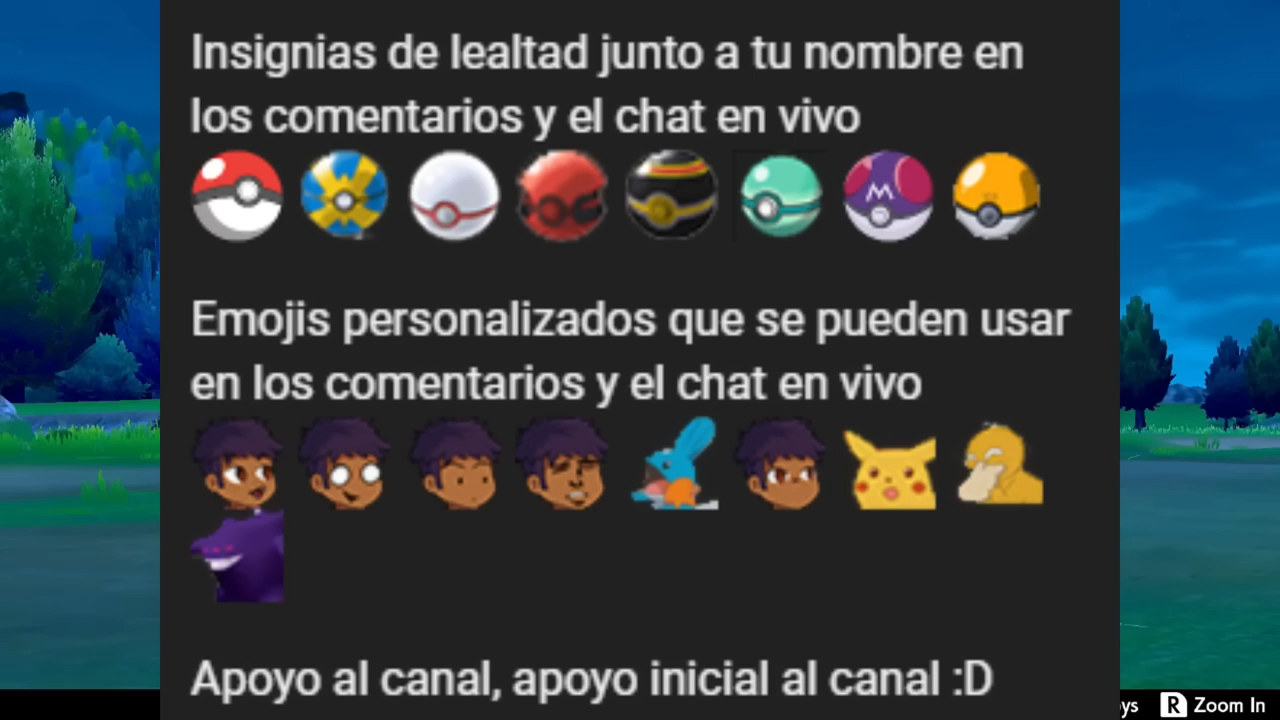 Insignias de lealtad junto a tu nombre en
los comentarios y el chat en vivo
Emojis personalizados que se pueden usar
en los comentarios y el chat en vivo
Apoyo al canal, apoyo inicial al canal :D
R Zoom In